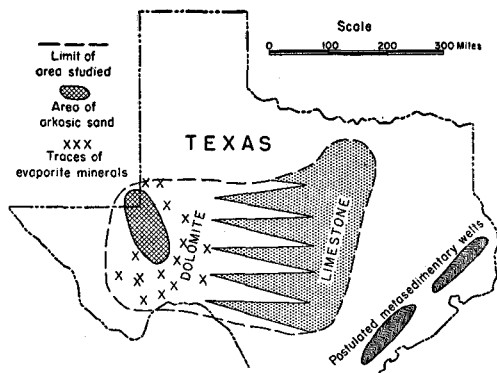 Limit of
area studied
Area of
arkosic sand
XXX
Traces of
evaporite minerals
Scale
0 100 200 300 Miles
TEXAS
DOLOMITE
LIMESTONE
Postulated metasedimentary welts